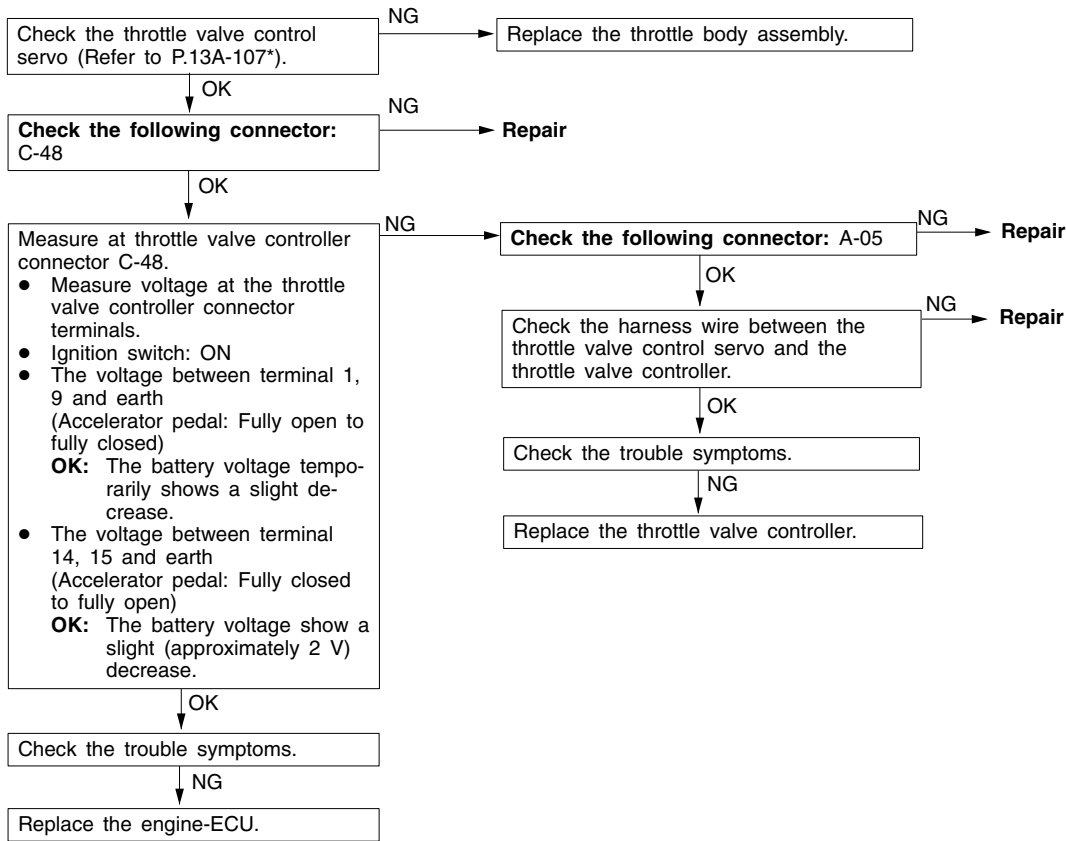 Check the throttle valve control
servo (Refer to P.13A-107*).
NG
Replace the throttle body assembly.
OK
Check the following connector:
C-48
NG
Repair
OK
Measure at throttle valve controller
connector C-48.
● Measure voltage at the throttle
valve controller connector
terminals.
● Ignition switch: ON
● The voltage between terminal 1,
9 and earth
(Accelerator pedal: Fully open to
fully closed)
OK: The battery voltage tempo-
rarily shows a slight de-
crease.
● The voltage between terminal
14, 15 and earth
(Accelerator pedal: Fully closed
to fully open)
OK: The battery voltage show a
slight (approximately 2 V)
decrease.
NG
Check the following connector: A-05
NG
Repair
OK
Check the harness wire between the
throttle valve control servo and the
throttle valve controller.
NG
Repair
OK
Check the trouble symptoms.
NG
Replace the throttle valve controller.
OK
Check the trouble symptoms.
NG
Replace the engine-ECU.